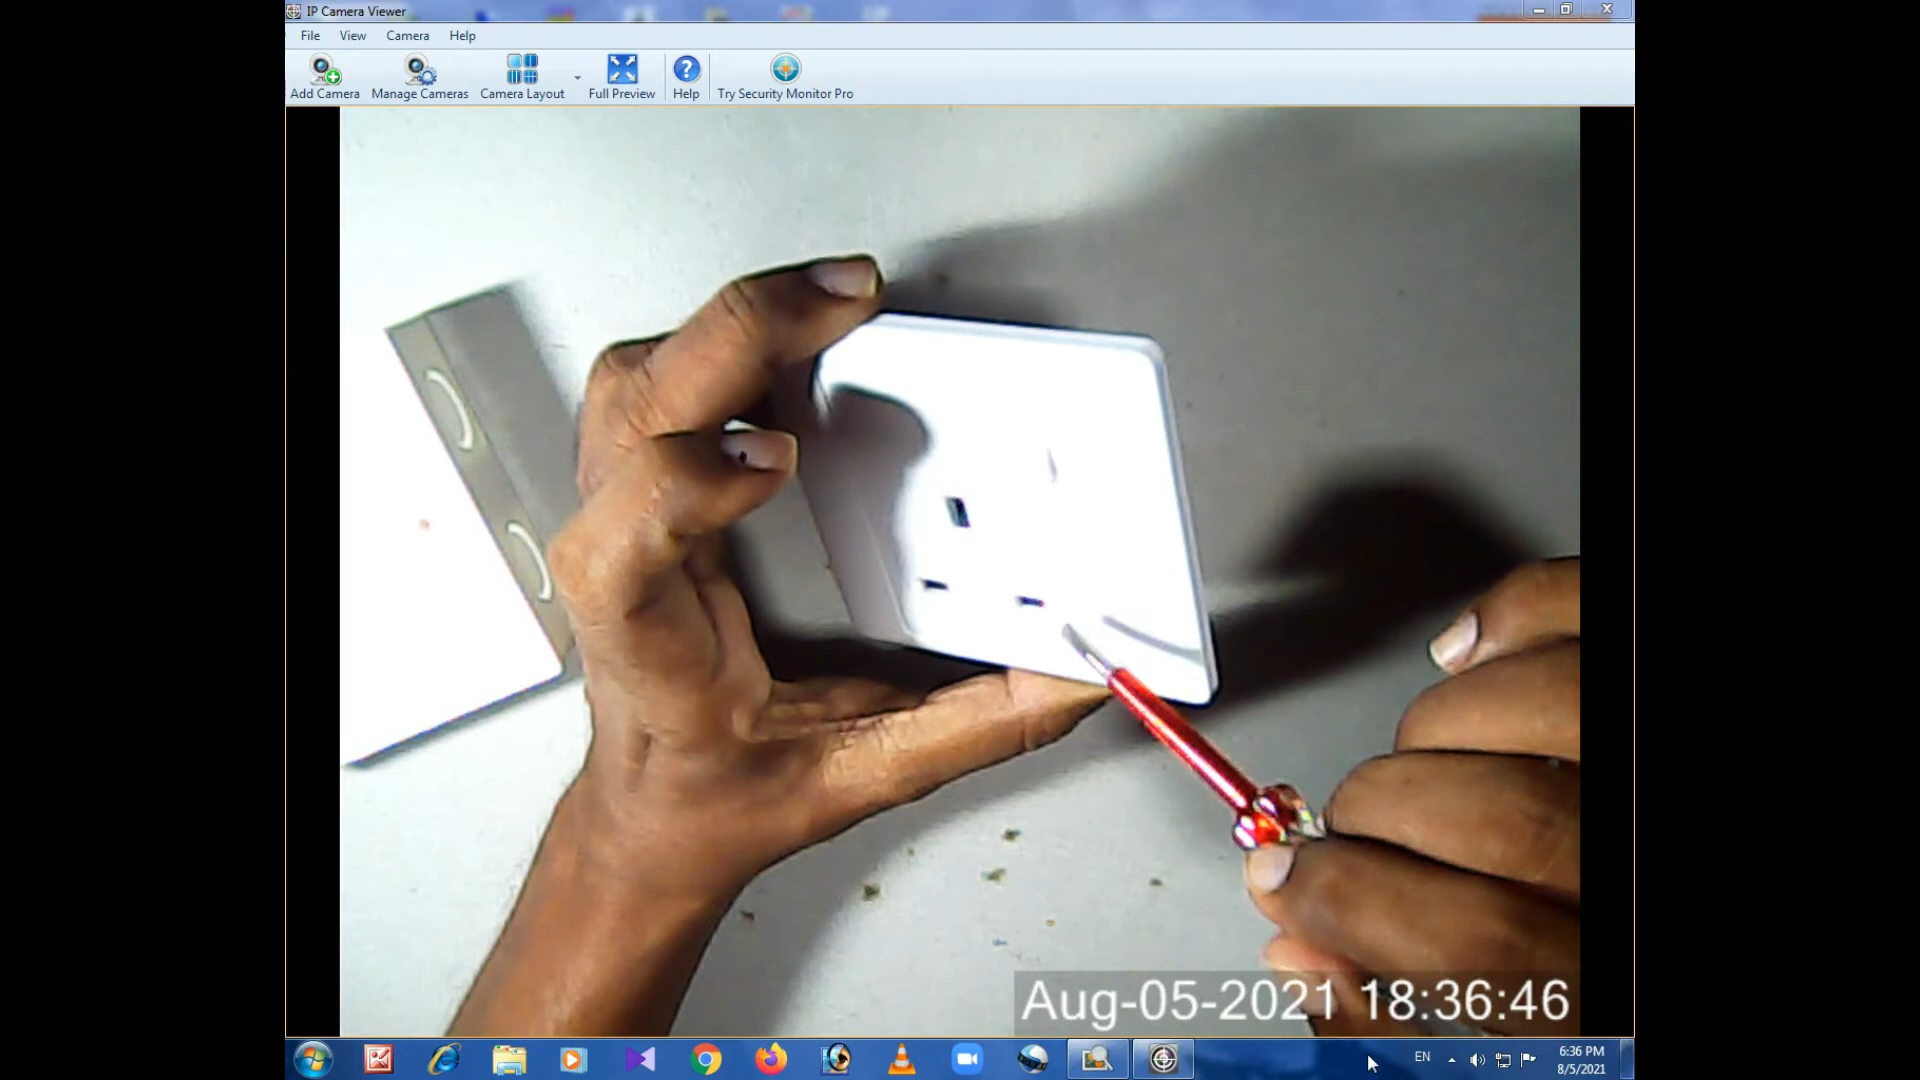 IP Camera Viewer
File View Camera Help
Add Camera Manage Cameras Camera Layout Full Preview Help Try Security Monitor Pro
Aug-05-2021 18:36:46
EN 6:36 PM
8/5/2021